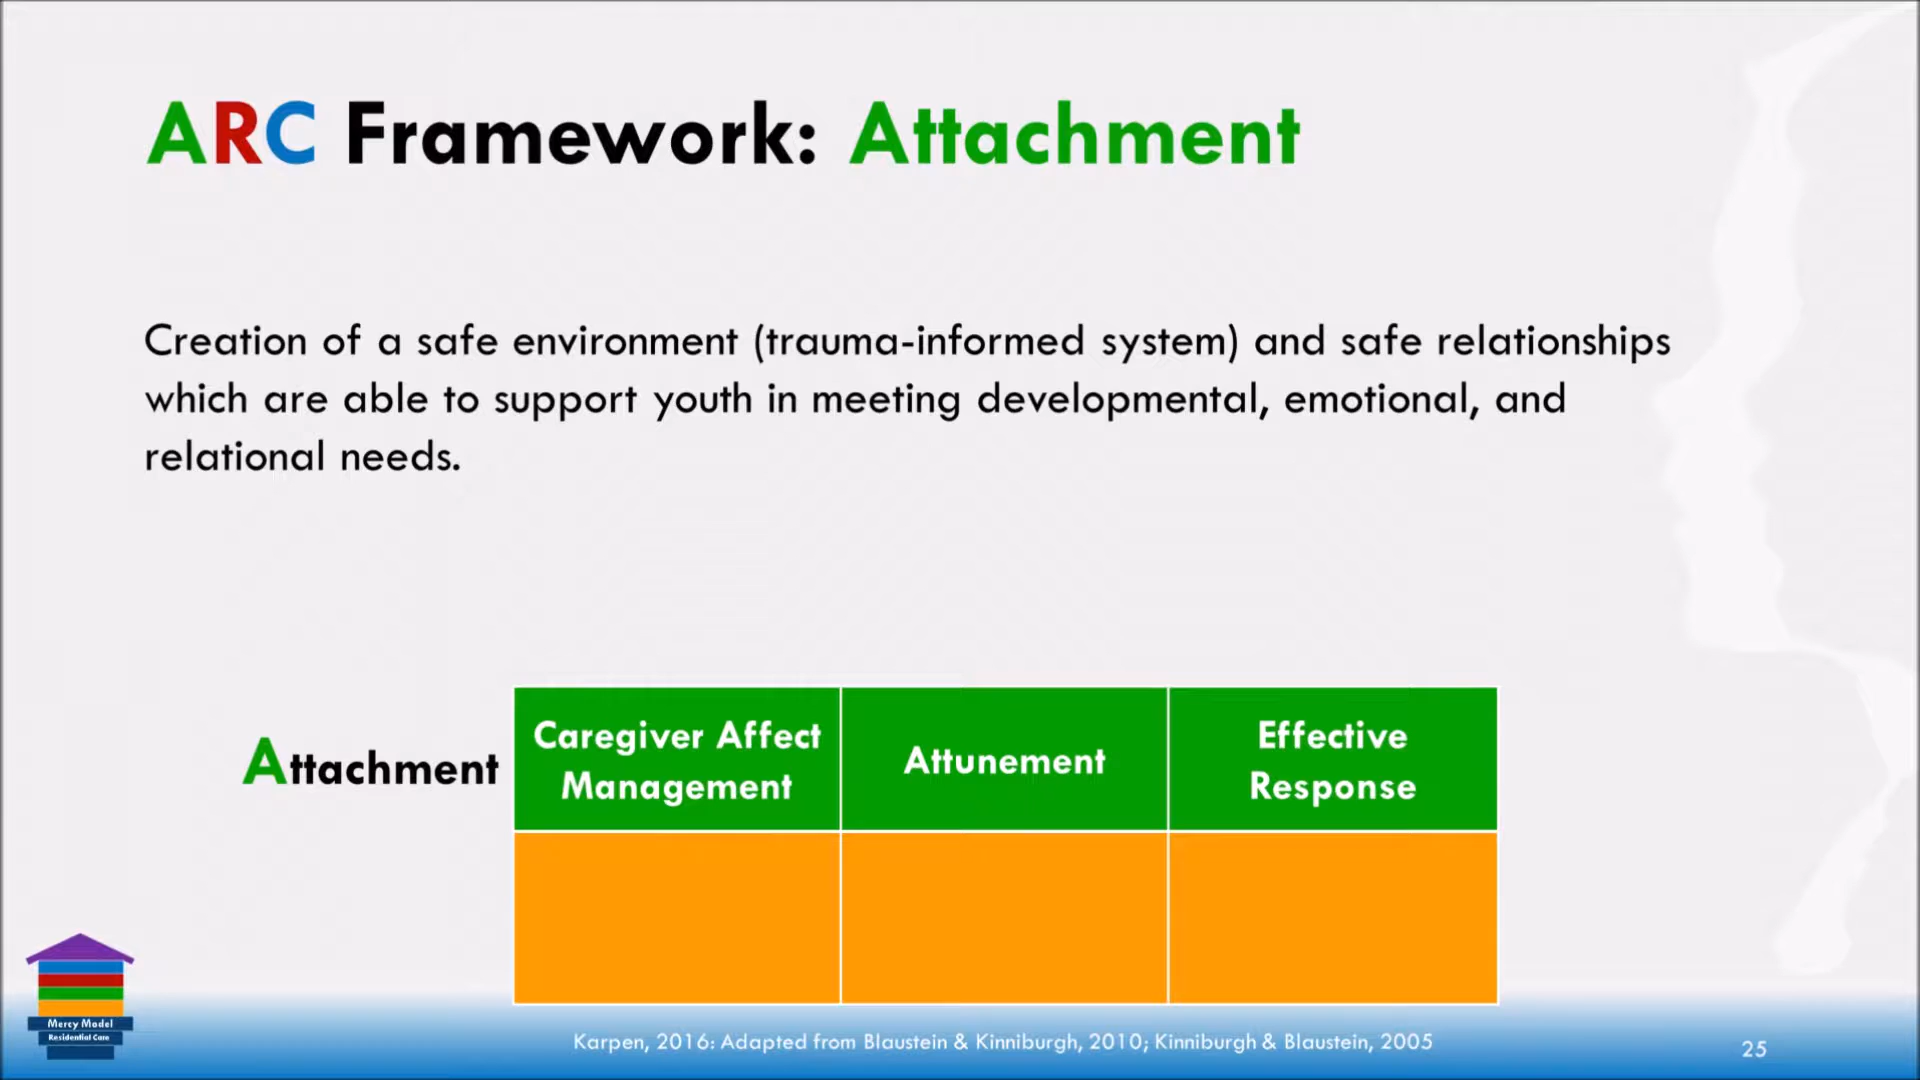 ARC Framework: Attachment
Creation of a safe environment (trauma-informed system) and safe relationships
which are able to support youth in meeting developmental, emotional, and
relational needs.
Attachment
Caregiver Affect
Management
Attunement
Effective
Response
Mercy Model
Residential Care
Karpen, 2016: Adapted from Blaustein & Kinniburgh, 2010; Kinniburgh & Blaustein, 2005
25